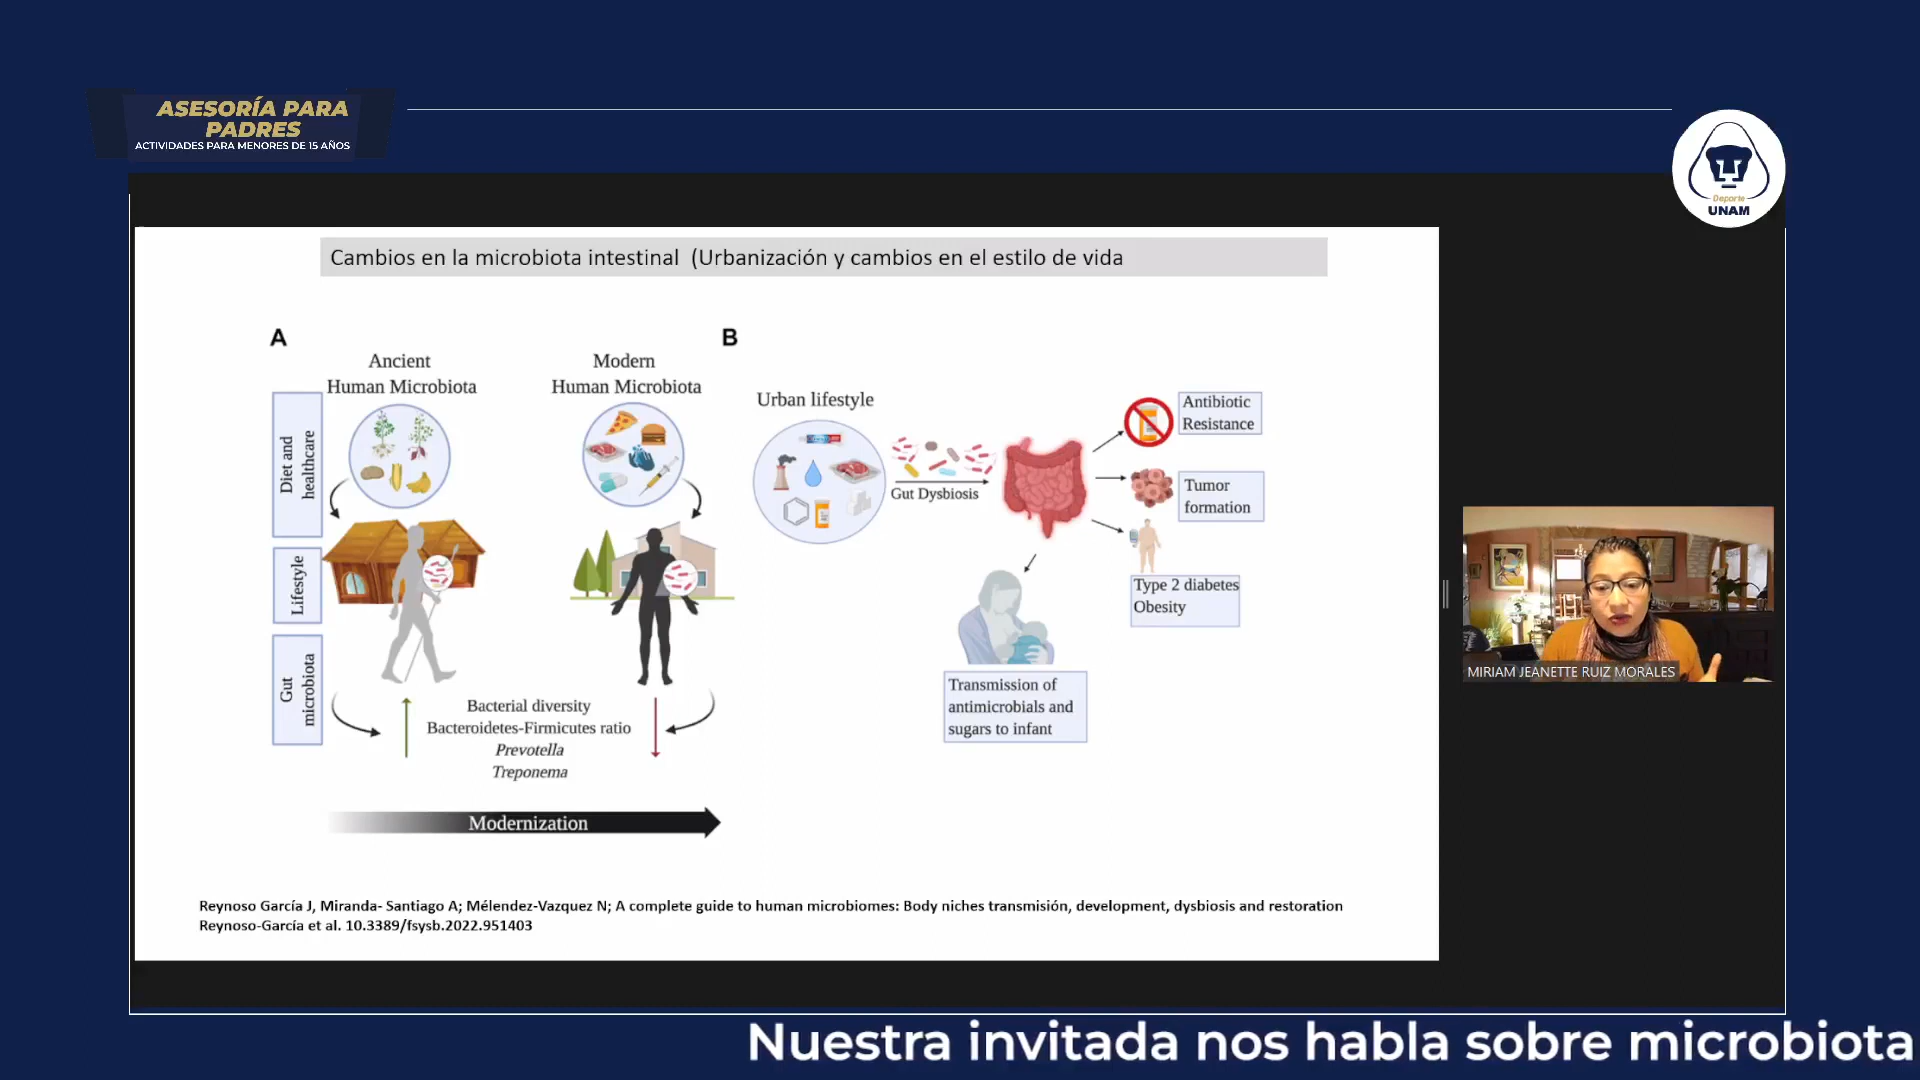 ASESORÍA PARA
PADRES
ACTIVIDADES PARA MENORES DE 15 AÑOS
Deporte
UNAM
Cambios en la microbiota intestinal (Urbanización y cambios en el estilo de vida
A
Ancient
Human Microbiota
Modern
Human Microbiota
Diet and
healthcare
Lifestyle
Gut
microbiota
Bacterial diversity
Bacteroidetes-Firmicutes ratio
Prevotella
Treponema
Modernization
B
Urban lifestyle
Gut Dysbiosis
Antibiotic
Resistance
Tumor
formation
Type 2 diabetes
Obesity
Transmission of
antimicrobials and
sugars to infant
Reynoso García J, Miranda- Santiago A; Mélendez-Vazquez N; A complete guide to human microbiomes: Body niches transmisión, development, dysbiosis and restoration
Reynoso-García et al. 10.3389/fsysb.2022.951403
MIRIAM JEANETTE RUIZ MORALES
Nuestra invitada nos habla sobre microbiota